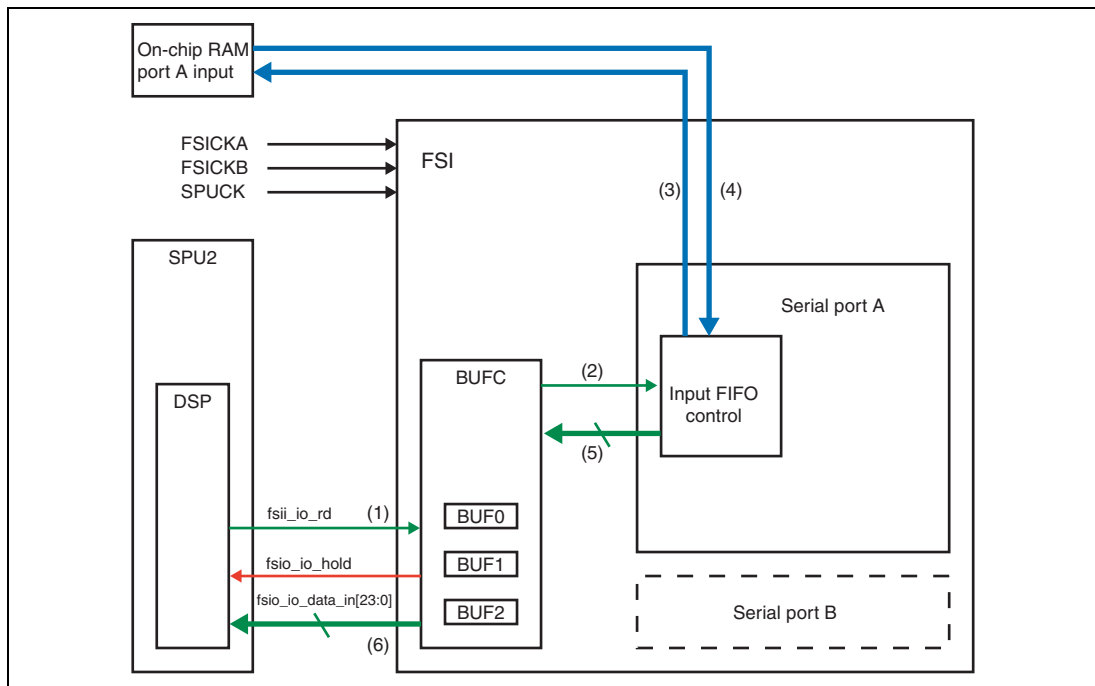 On-chip RAM
port A input
FSICKA
FSICKB
SPUCK
FSI
(3)
(4)
SPU2
Serial port A
BUFC
(2)
Input FIFO
control
DSP
(5)
fsii_io_rd
(1)
BUF0
fsio_io_hold
BUF1
fsio_io_data_in[23:0]
BUF2
(6)
Serial port B